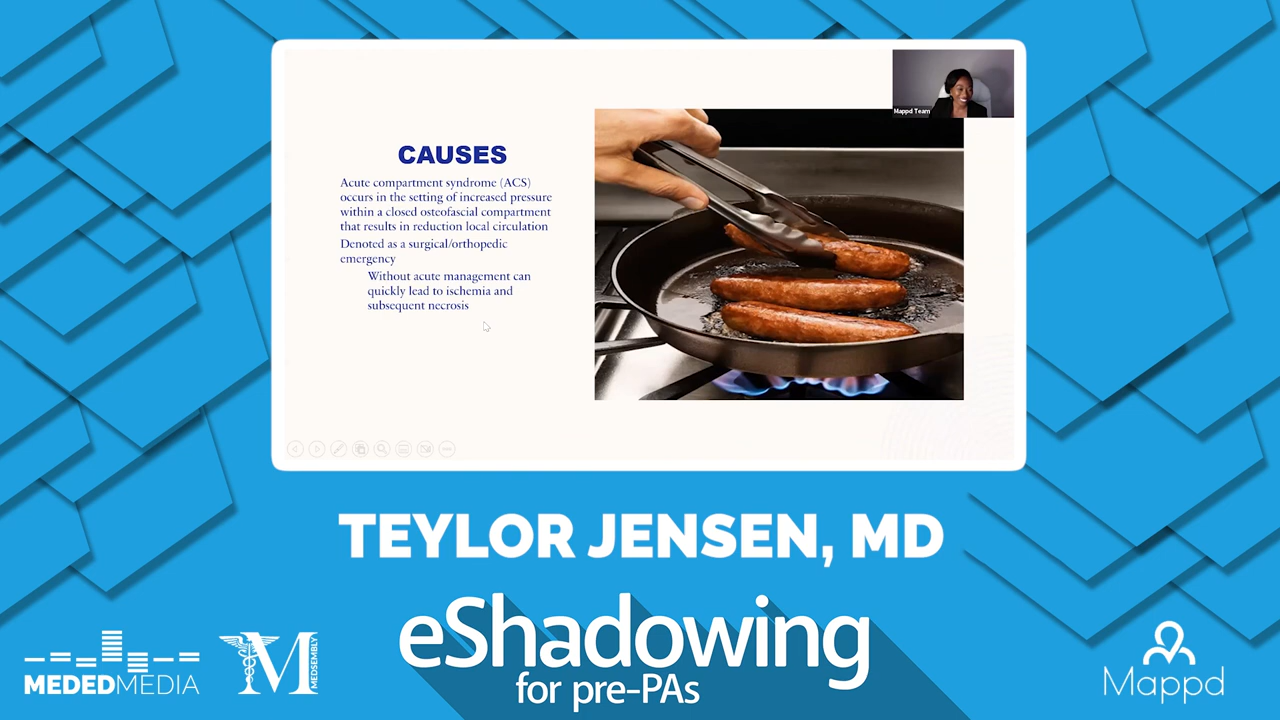 Mappd Team
CAUSES
Acute compartment syndrome (ACS)
occurs in the setting of increased pressure
within a closed osteofascial compartment
that results in reduction local circulation
Denoted as a surgical/orthopedic
emergency
Without acute management can
quickly lead to ischemia and
subsequent necrosis
TEYLOR JENSEN, MD
eShadowing
for pre-PAs
MEDEDMEDIA
M
MEDSEMBLY
Mappd